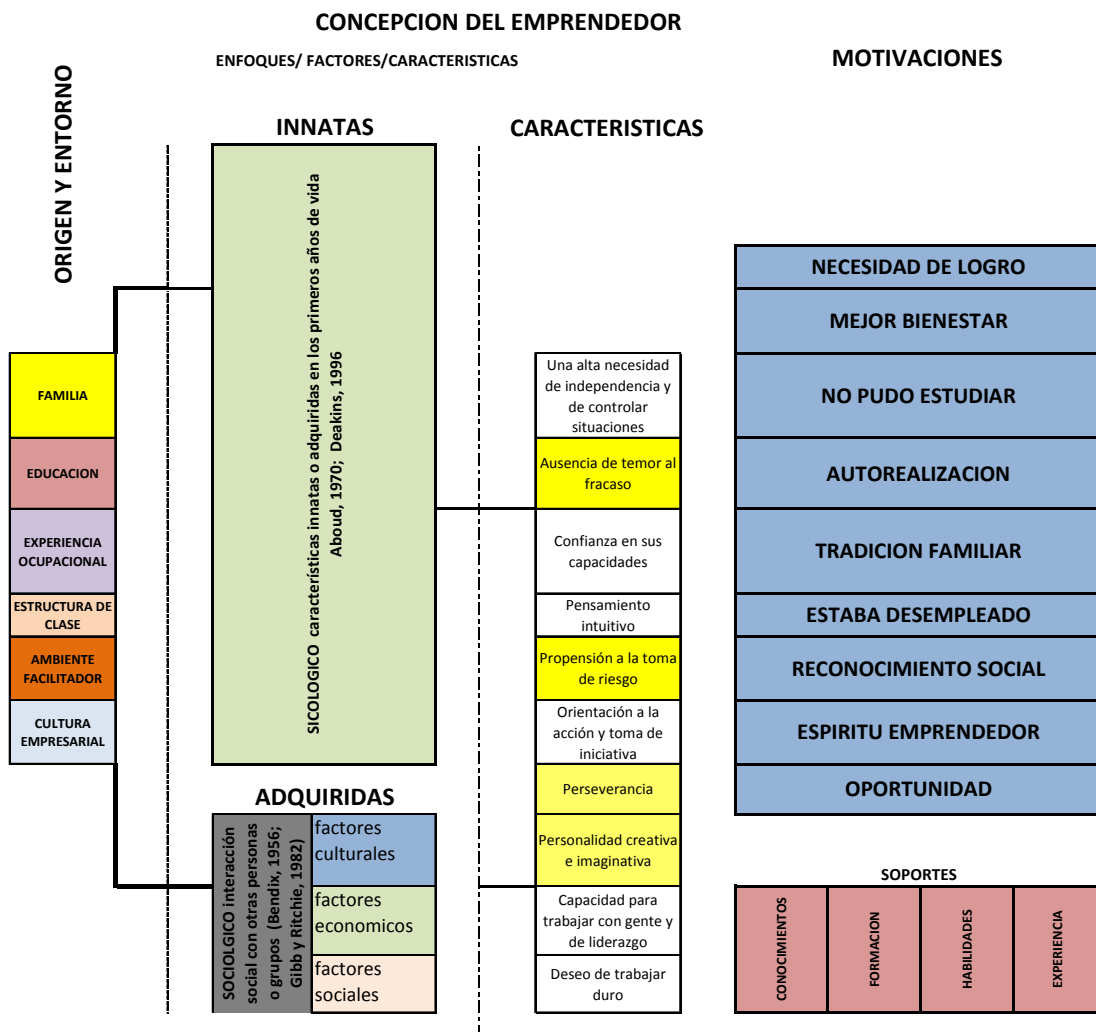 CONCEPCION DEL EMPRENDEDOR
ENFOQUES/ FACTORES/CARACTERISTICAS
MOTIVACIONES
ORIGEN Y ENTORNO
INNATAS
CARACTERISTICAS
FAMILIA
EDUCACION
EXPERIENCIA
OCUPACIONAL
ESTRUCTURA DE
CLASE
AMBIENTE
FACILITADOR
CULTURA
EMPRESARIAL
SICOLOGICO características innatas o adquiridas en los primeros años de vida
Aboud, 1970; Deakins, 1996
ADQUIRIDAS
SOCIOLGICO interacción
social con otras personas
o grupos (Bendix, 1956;
Gibb y Ritchie, 1982)
factores
culturales
factores
economicos
factores
sociales
Una alta necesidad
de independencia y
de controlar
situaciones
Ausencia de temor al
fracaso
Confianza en sus
capacidades
Pensamiento
intuitivo
Propensión a la toma
de riesgo
Orientación a la
acción y toma de
iniciativa
Perseverancia
Personalidad creativa
e imaginativa
Capacidad para
trabajar con gente y
de liderazgo
Deseo de trabajar
duro
NECESIDAD DE LOGRO
MEJOR BIENESTAR
NO PUDO ESTUDIAR
AUTOREALIZACION
TRADICION FAMILIAR
ESTABA DESEMPLEADO
RECONOCIMIENTO SOCIAL
ESPIRITU EMPRENDEDOR
OPORTUNIDAD
SOPORTES
CONOCIMIENTOS
FORMACION
HABILIDADES
EXPERIENCIA